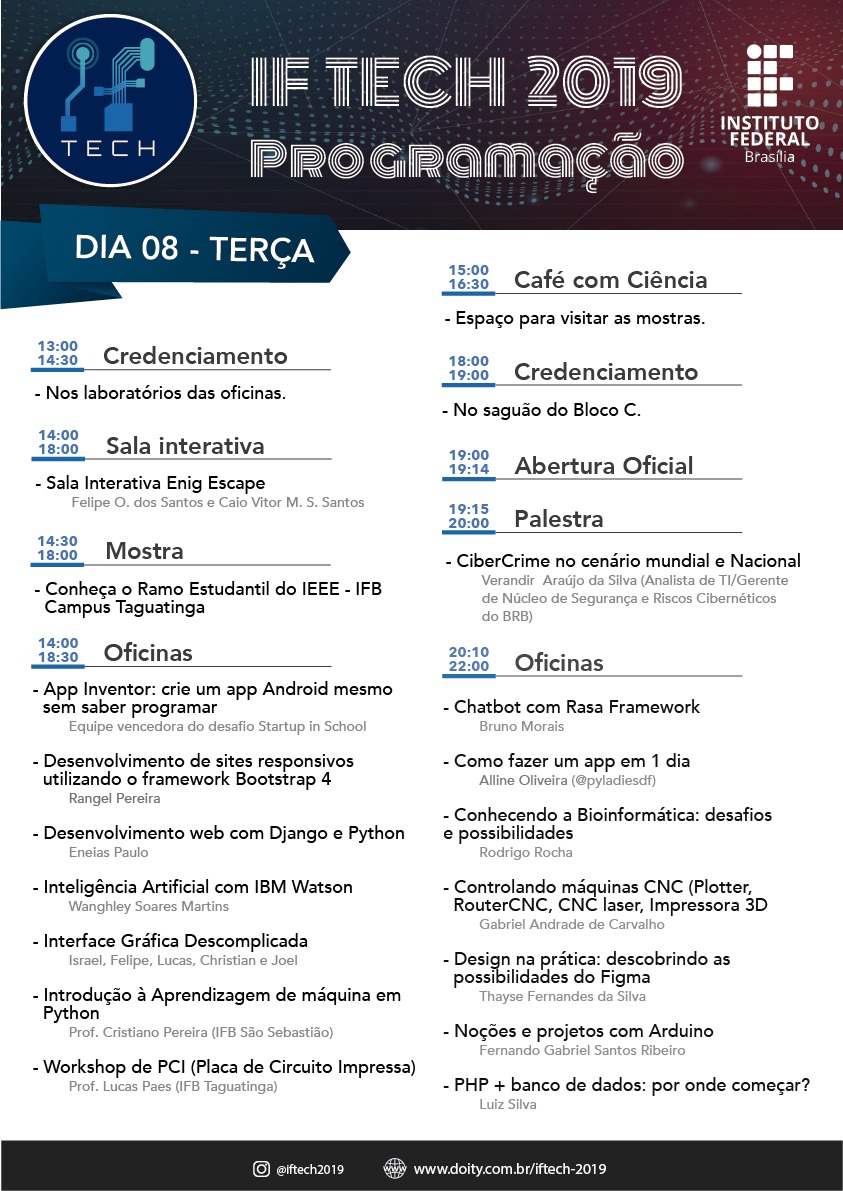 TECH
IF TECH 2019
Programação
INSTITUTO
FEDERAL
Brasília
DIA 08 - TERÇA
13:00
14:30
Credenciamento
- Nos laboratórios das oficinas.
14:00
18:00
Sala interativa
- Sala Interativa Enig Escape
Felipe O. dos Santos e Caio Vitor M. S. Santos
14:30
18:00
Mostra
- Conheça o Ramo Estudantil do IEEE - IFB
Campus Taguatinga
14:00
18:30
Oficinas
- App Inventor: crie um app Android mesmo
sem saber programar
Equipe vencedora do desafio Startup in School
- Desenvolvimento de sites responsivos
utilizando o framework Bootstrap 4
Rangel Pereira
- Desenvolvimento web com Django e Python
Eneias Paulo
- Inteligência Artificial com IBM Watson
Wanghley Soares Martins
- Interface Gráfica Descomplicada
Israel, Felipe, Lucas, Christian e Joel
- Introdução à Aprendizagem de máquina em
Python
Prof. Cristiano Pereira (IFB São Sebastião)
- Workshop de PCI (Placa de Circuito Impressa)
Prof. Lucas Paes (IFB Taguatinga)
15:00
16:30
Café com Ciência
- Espaço para visitar as mostras.
18:00
19:00
Credenciamento
- No saguão do Bloco C.
19:00
19:14
Abertura Oficial
19:15
20:00
Palestra
- CiberCrime no cenário mundial e Nacional
Verandir Araújo da Silva (Analista de TI/Gerente
de Núcleo de Segurança e Riscos Cibernéticos
do BRB)
20:10
22:00
Oficinas
- Chatbot com Rasa Framework
Bruno Morais
- Como fazer um app em 1 dia
Alline Oliveira (@pyladiesdf)
- Conhecendo a Bioinformática: desafios
e possibilidades
Rodrigo Rocha
- Controlando máquinas CNC (Plotter,
RouterCNC, CNC laser, Impressora 3D
Gabriel Andrade de Carvalho
- Design na prática: descobrindo as
possibilidades do Figma
Thayse Fernandes da Silva
- Noções e projetos com Arduino
Fernando Gabriel Santos Ribeiro
- PHP + banco de dados: por onde começar?
Luiz Silva
@iftech2019
www.doity.com.br/iftech-2019